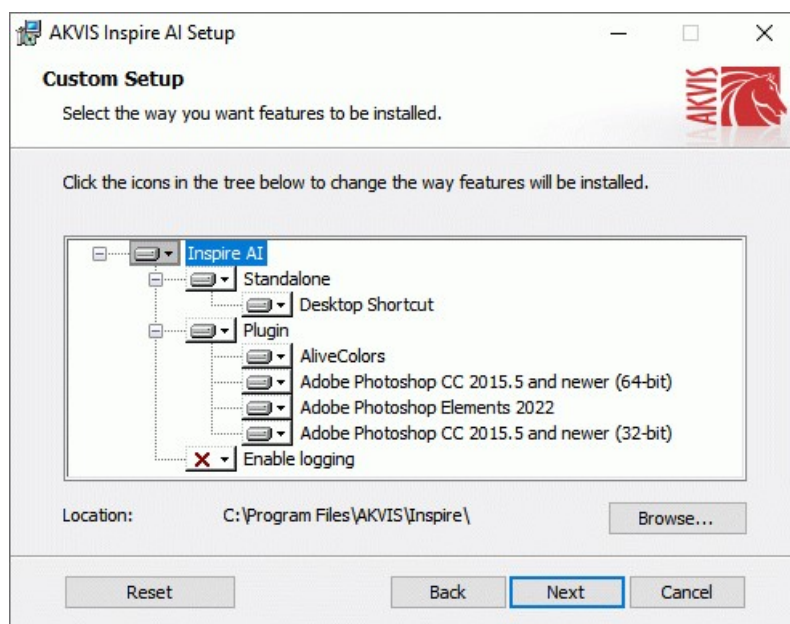 AKVIS Inspire AI Setup
Custom Setup
Select the way you want features to be installed.
AKVIS
Click the icons in the tree below to change the way features will be installed.
Inspire AI
Standalone
Desktop Shortcut
Plugin
AliveColors
Adobe Photoshop CC 2015.5 and newer (64-bit)
Adobe Photoshop Elements 2022
Adobe Photoshop CC 2015.5 and newer (32-bit)
Enable logging
Location: C:\Program Files\AKVIS\Inspire\
Browse...
Reset Back Next Cancel